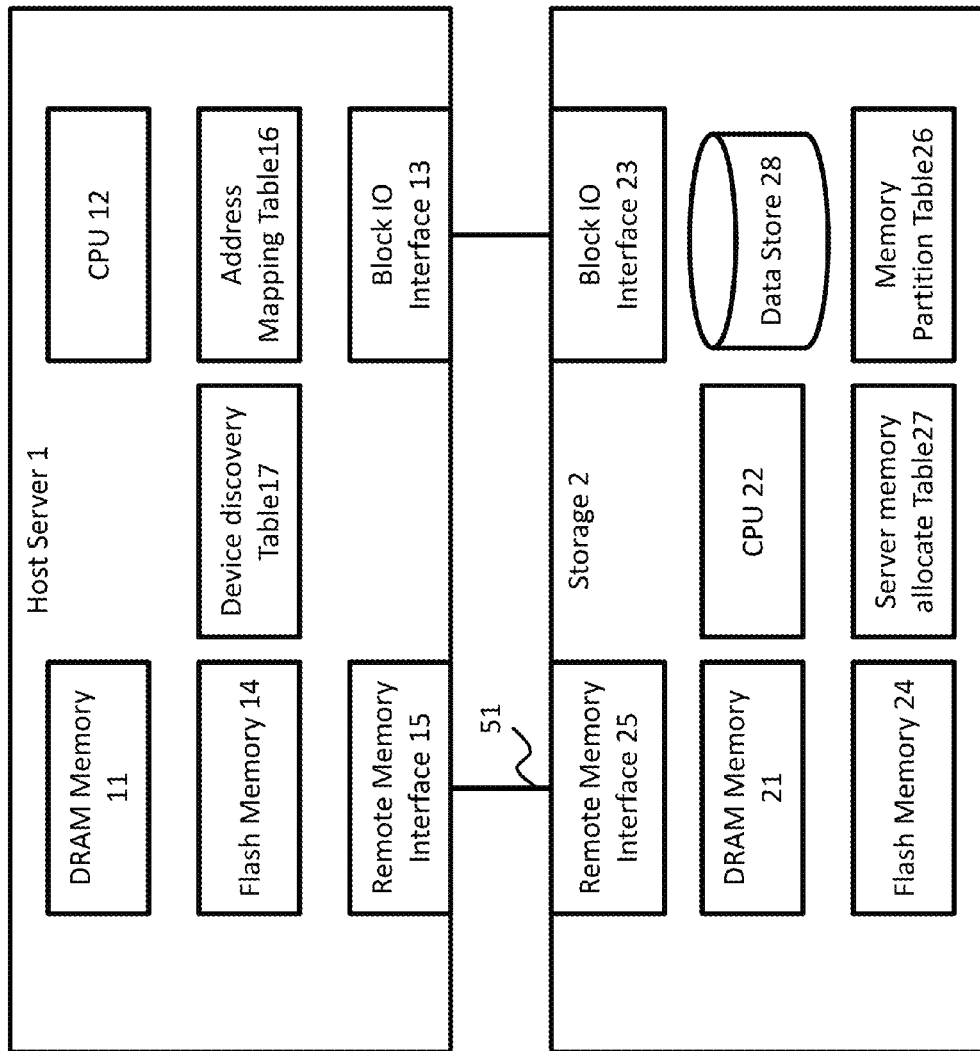 Host Server 1
DRAM Memory
11
CPU 12
Flash Memory 14
Device discovery
Table17
Address
Mapping Table16
Remote Memory
Interface 15
Block IO
Interface 13
51
Storage 2
Remote Memory
Interface 25
Block IO
Interface 23
DRAM Memory
21
CPU 22
Data Store 28
Flash Memory 24
Server memory
allocate Table27
Memory
Partition Table26